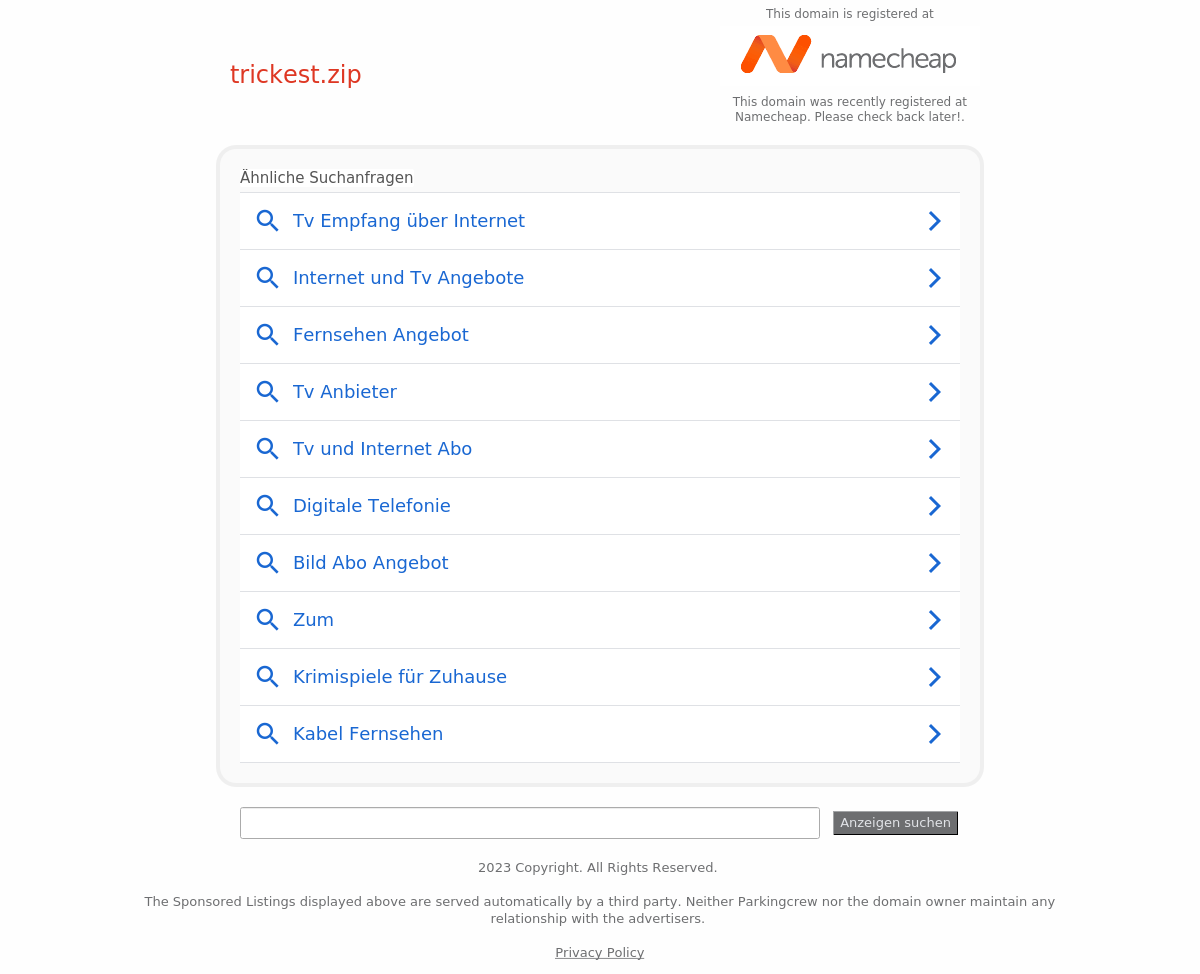 This domain is registered at
namecheap
trickest.zip
This domain was recently registered at
Namecheap. Please check back later!.
Ähnliche Suchanfragen
Tv Empfang über Internet
Internet und Tv Angebote
Fernsehen Angebot
Tv Anbieter
Tv und Internet Abo
Digitale Telefonie
Bild Abo Angebot
Zum
Krimispiele für Zuhause
Kabel Fernsehen
Anzeigen suchen
2023 Copyright. All Rights Reserved.
The Sponsored Listings displayed above are served automatically by a third party. Neither Parkingcrew nor the domain owner maintain any
relationship with the advertisers.
Privacy Policy